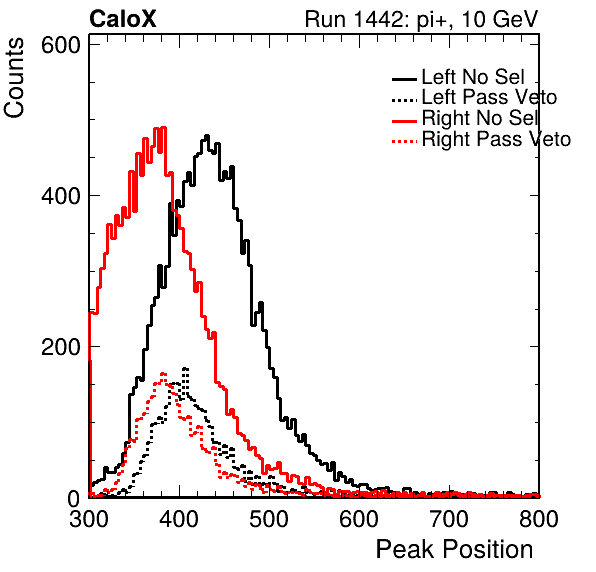 CaloX Run 1442: pi+, 10 GeV
Counts
600
400
200
0
Left No Sel
Left Pass Veto
Right No Sel
Right Pass Veto
300 400 500 600 700 800
Peak Position